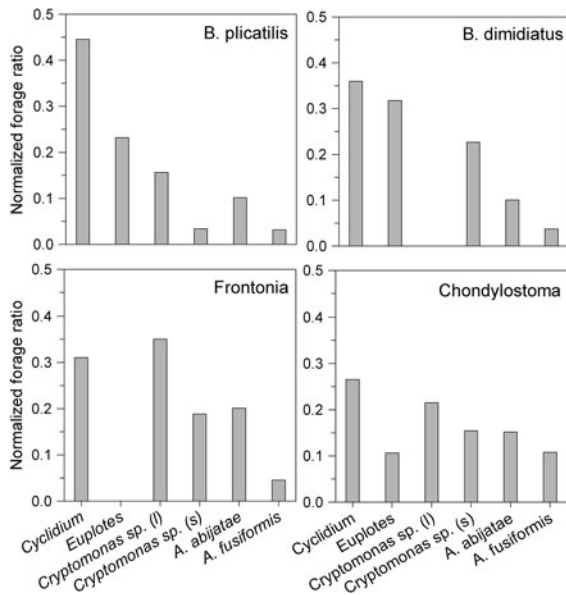 B. plicatilis
Normalized forage ratio
0.5
0.4
0.3
0.2
0.1
0.0
B. dimidiatus
0.5
0.4
0.3
0.2
0.1
0.0
Frontonia
Normalized forage ratio
0.5
0.4
0.3
0.2
0.1
0.0
Cyclidium
Euplotes
Cryptomonas sp. (l)
Cryptomonas sp. (s)
A. abijatae
A. fusiformis
Chondylostoma
0.5
0.4
0.3
0.2
0.1
0.0
Cyclidium
Euplotes
Cryptomonas sp. (l)
Cryptomonas sp. (s)
A. abijatae
A. fusiformis